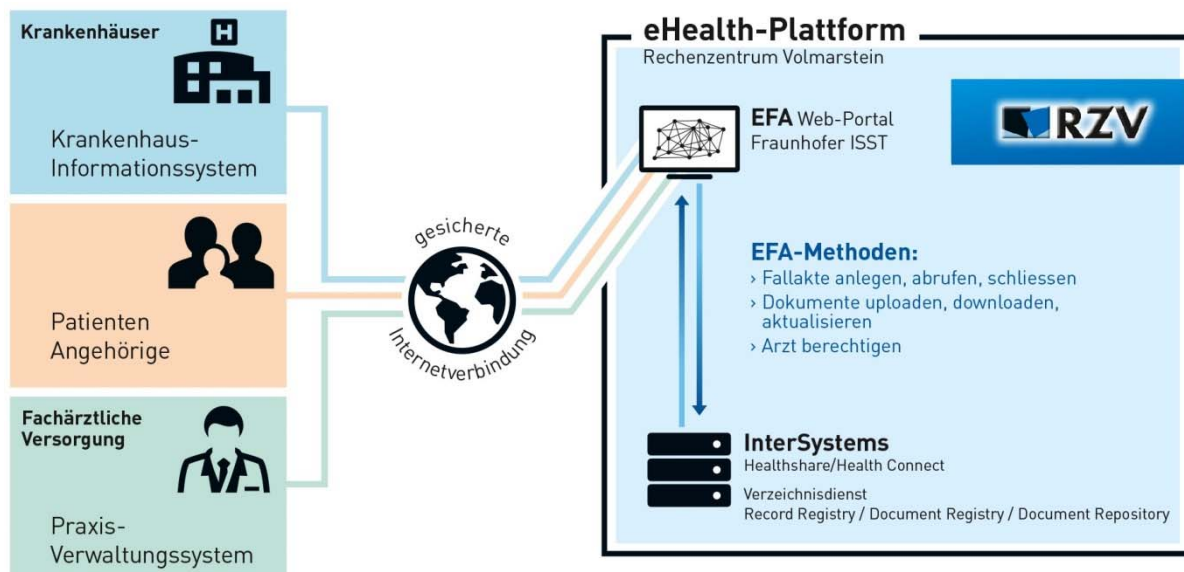 Krankenhäuser
H
Krankenhaus-
Informationssystem
Patienten
Angehörige
Fachärztliche
Versorgung
Praxis-
Verwaltungssystem
gesicherte
Internetverbindung
eHealth-Plattform
Rechenzentrum Volmarstein
EFA Web-Portal
Fraunhofer ISST
RZV
EFA-Methoden:
› Fallakte anlegen, abrufen, schliessen
› Dokumente uploaden, downloaden,
aktualisieren
› Arzt berechtigen
InterSystems
Healthshare/Health Connect
Verzeichnisdienst
Record Registry / Document Registry / Document Repository